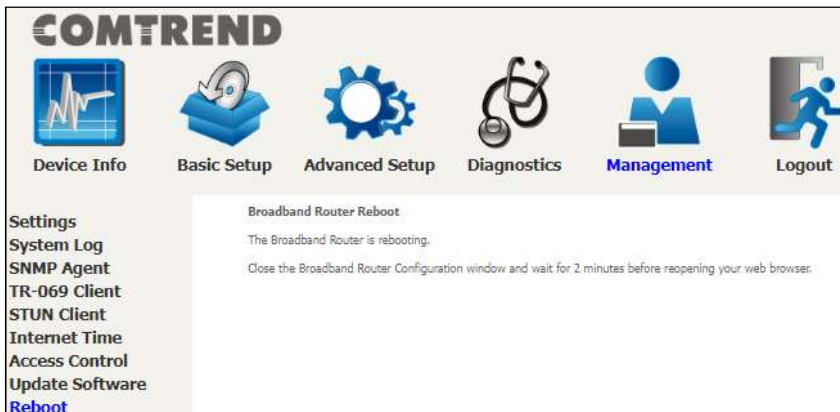 COMTREND
Device Info
Basic Setup
Advanced Setup
Diagnostics
Management
Logout
Settings
System Log
SNMP Agent
TR-069 Client
STUN Client
Internet Time
Access Control
Update Software
Reboot
Broadband Router Reboot
The Broadband Router is rebooting.
Close the Broadband Router Configuration window and wait for 2 minutes before reopening your web browser.